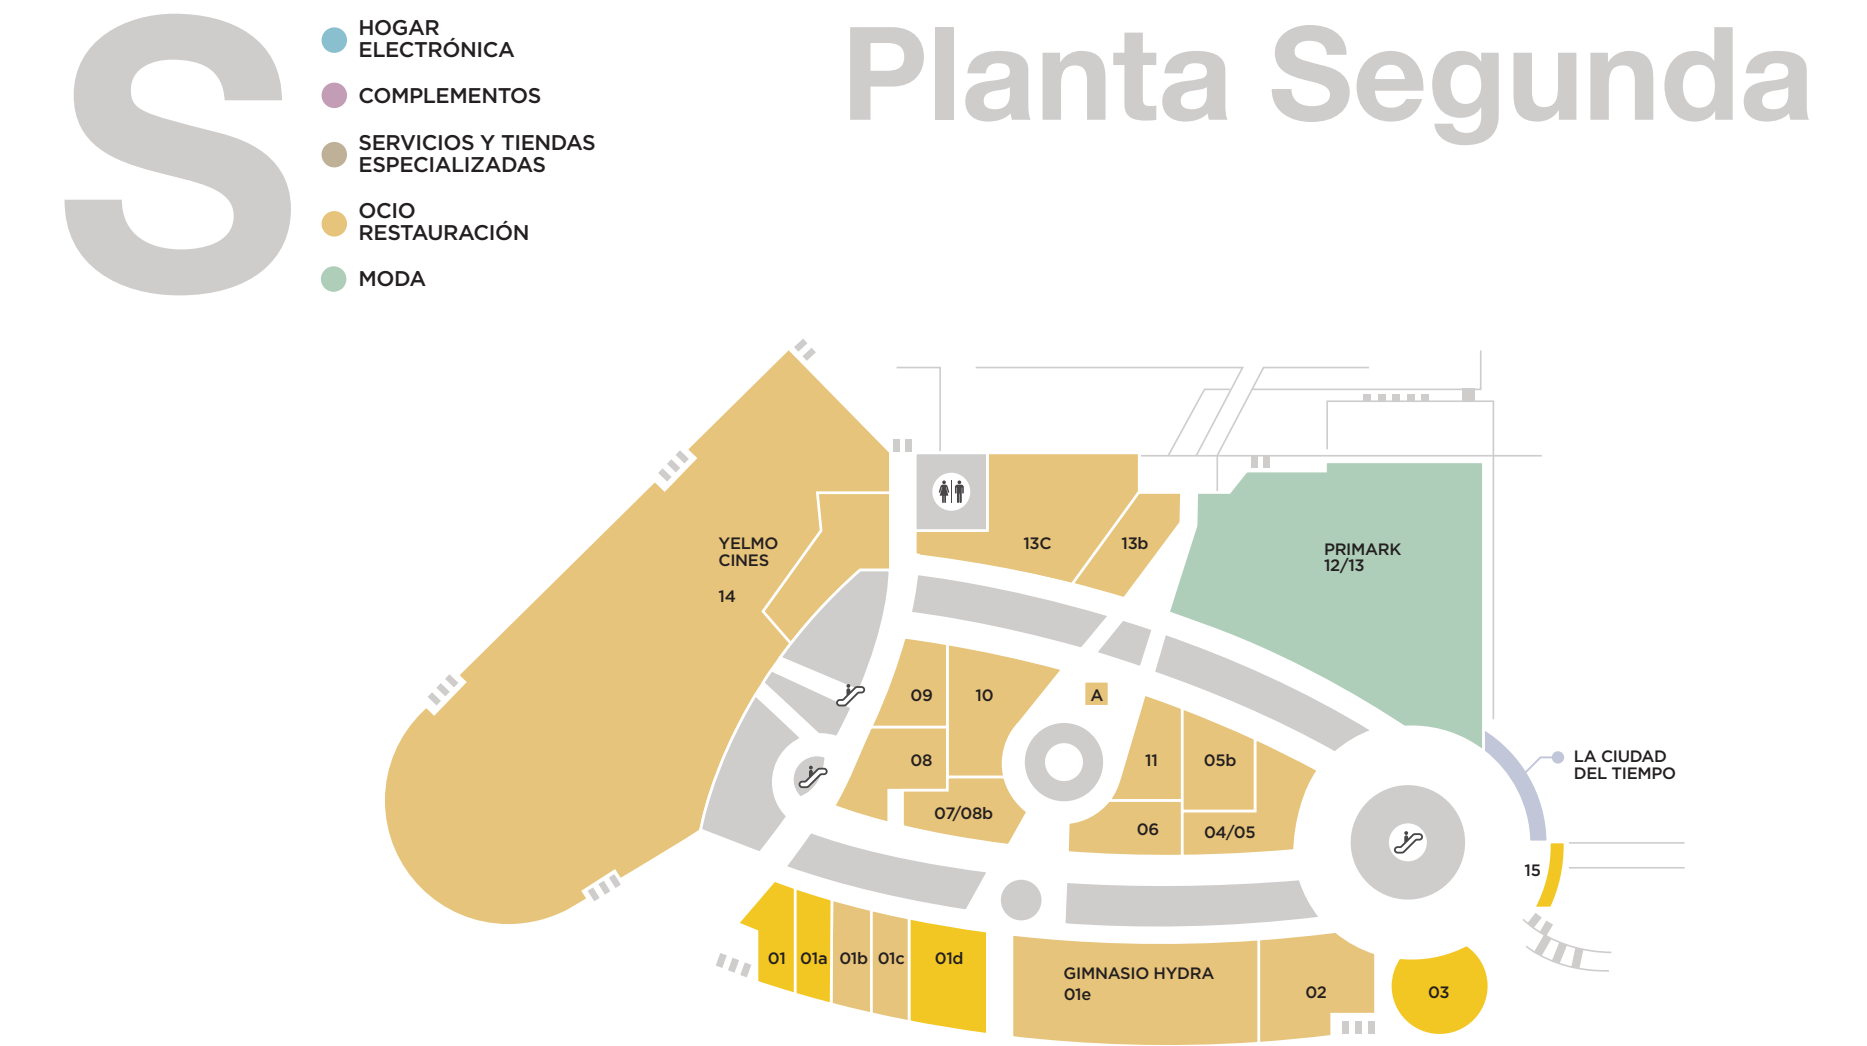 S
Planta Segunda
HOGAR
ELECTRÓNICA
COMPLEMENTOS
SERVICIOS Y TIENDAS
ESPECIALIZADAS
OCIO
RESTAURACIÓN
MODA
YELMO
CINES
14
13C
13b
PRIMARK
12/13
09
10
A
08
11
05b
07/08b
06
04/05
LA CIUDAD
DEL TIEMPO
15
01
01a
01b
01c
01d
GIMNASIO HYDRA
01e
02
03